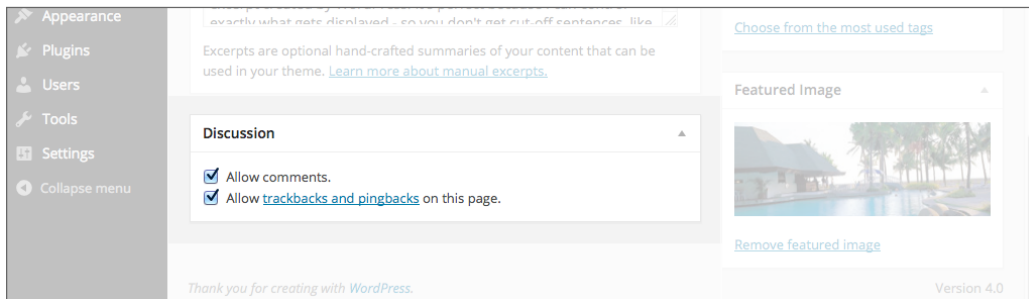 Appearance
Plugins
Users
Tools
Settings
Collapse menu
exactly what gets displayed - so you don't get cut-off sentences, like
Excerpts are optional hand-crafted summaries of your content that can be
used in your theme. Learn more about manual excerpts.
Discussion
Allow comments.
Allow trackbacks and pingbacks on this page.
Thank you for creating with WordPress.
Choose from the most used tags
Featured Image
Remove featured image
Version 4.0